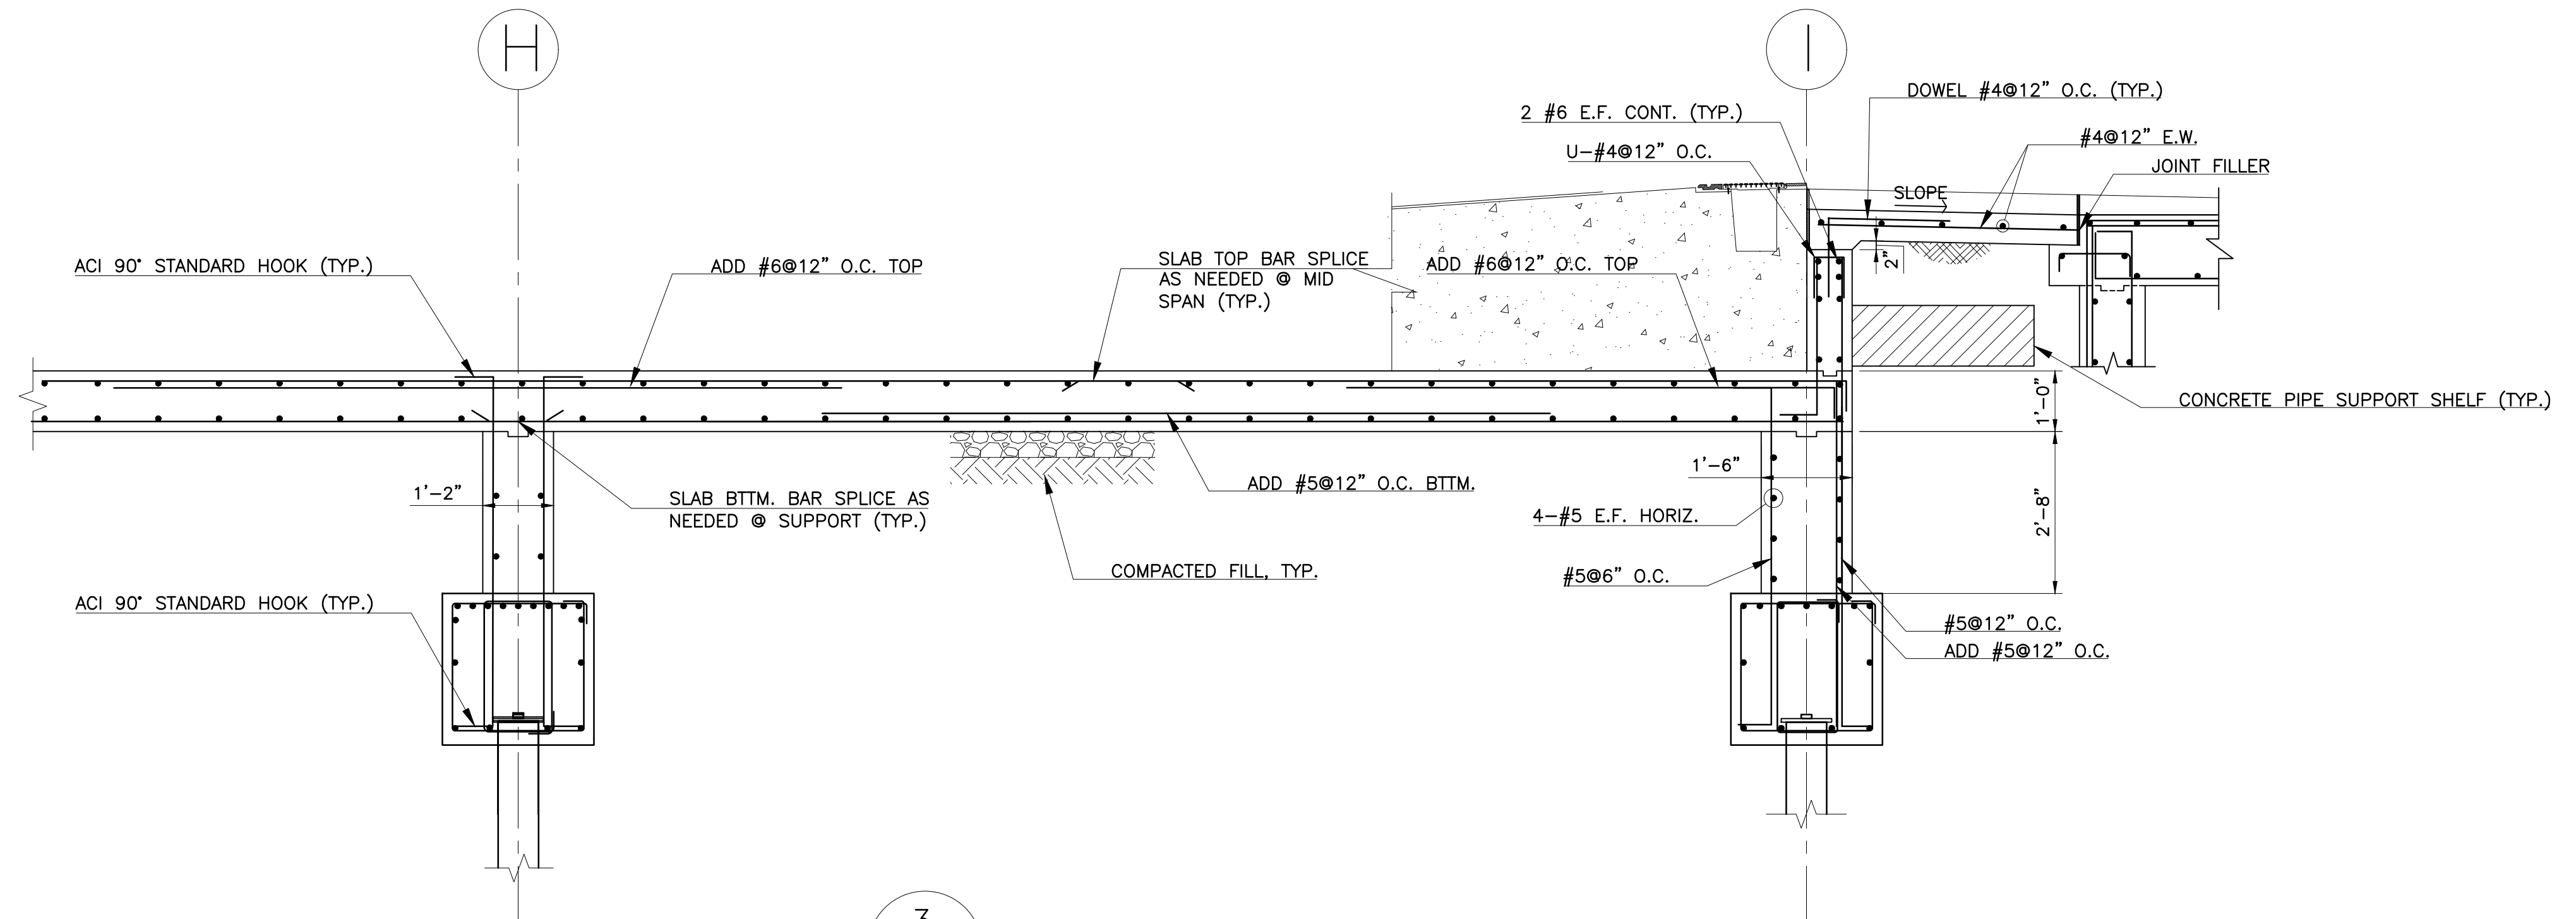 H
I
DOWEL #4@12" O.C. (TYP.)
2 #6 E.F. CONT. (TYP.)
#4@12" E.W.
U-#4@12" O.C.
JOINT FILLER
SLOPE
ACI 90° STANDARD HOOK (TYP.)
ADD #6@12" O.C. TOP
SLAB TOP BAR SPLICE
AS NEEDED @ MID
SPAN (TYP.)
ADD #6@12" O.C. TOP
2"
1'-0"
CONCRETE PIPE SUPPORT SHELF (TYP.)
1'-2"
SLAB BTTM. BAR SPLICE AS
NEEDED @ SUPPORT (TYP.)
ADD #5@12" O.C. BTTM.
1'-6"
4-#5 E.F. HORIZ.
2'-8"
COMPACTED FILL, TYP.
#5@6" O.C.
ACI 90° STANDARD HOOK (TYP.)
#5@12" O.C.
ADD #5@12" O.C.